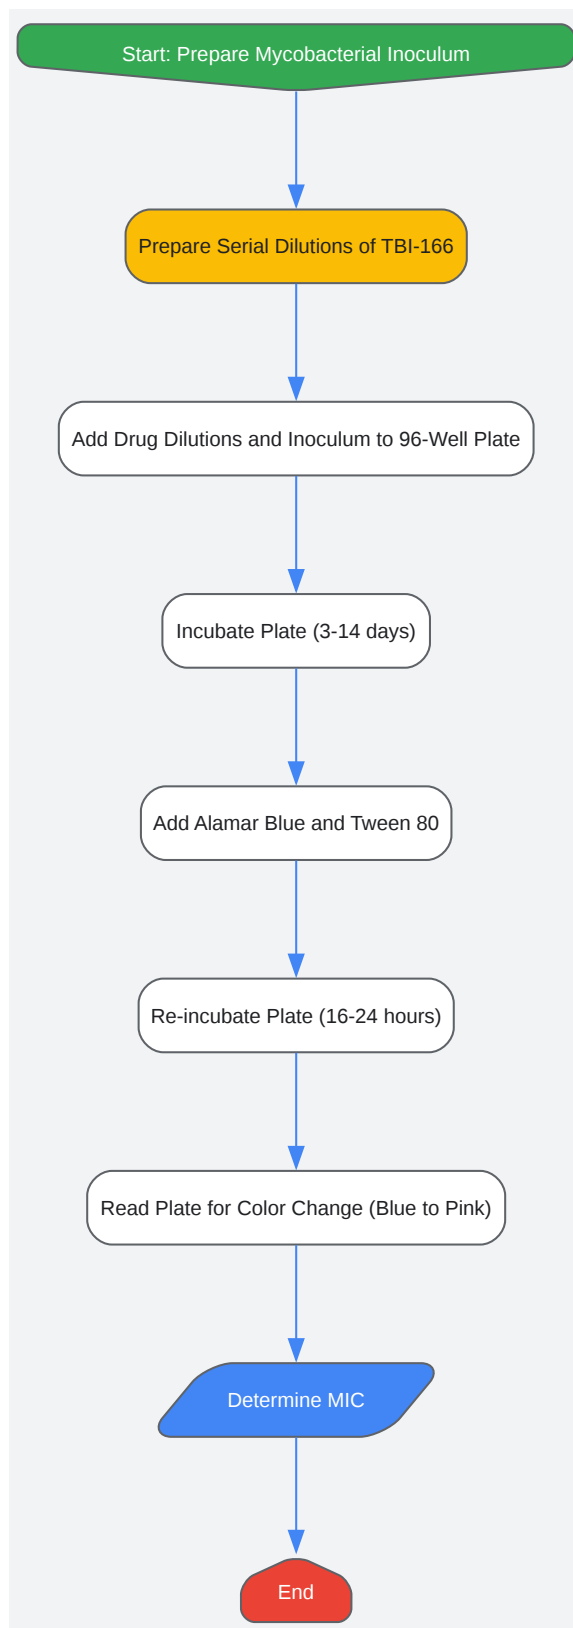 Start: Prepare Mycobacterial Inoculum
Prepare Serial Dilutions of TBI-166
Add Drug Dilutions and Inoculum to 96-Well Plate
Incubate Plate (3-14 days)
Add Alamar Blue and Tween 80
Re-incubate Plate (16-24 hours)
Read Plate for Color Change (Blue to Pink)
Determine MIC
End